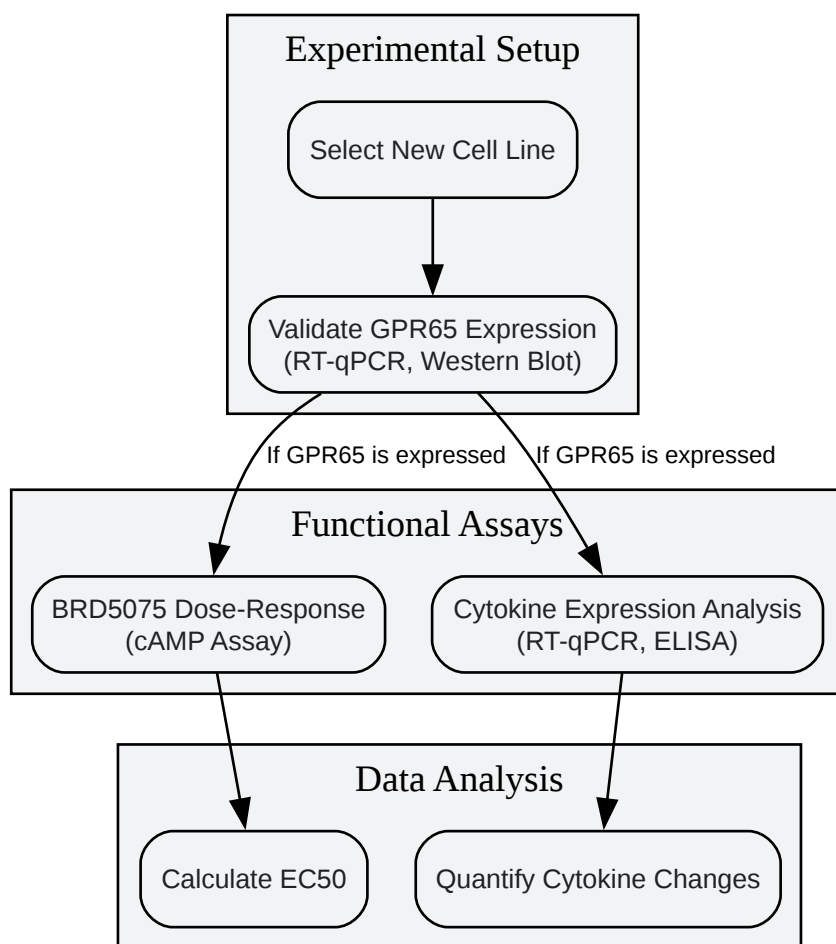 Experimental Setup
Select New Cell Line
Validate GPR65 Expression
(RT-qPCR, Western Blot)
If GPR65 is expressed
If GPR65 is expressed
Functional Assays
BRD5075 Dose-Response
(cAMP Assay)
Cytokine Expression Analysis
(RT-qPCR, ELISA)
Data Analysis
Calculate EC50
Quantify Cytokine Changes